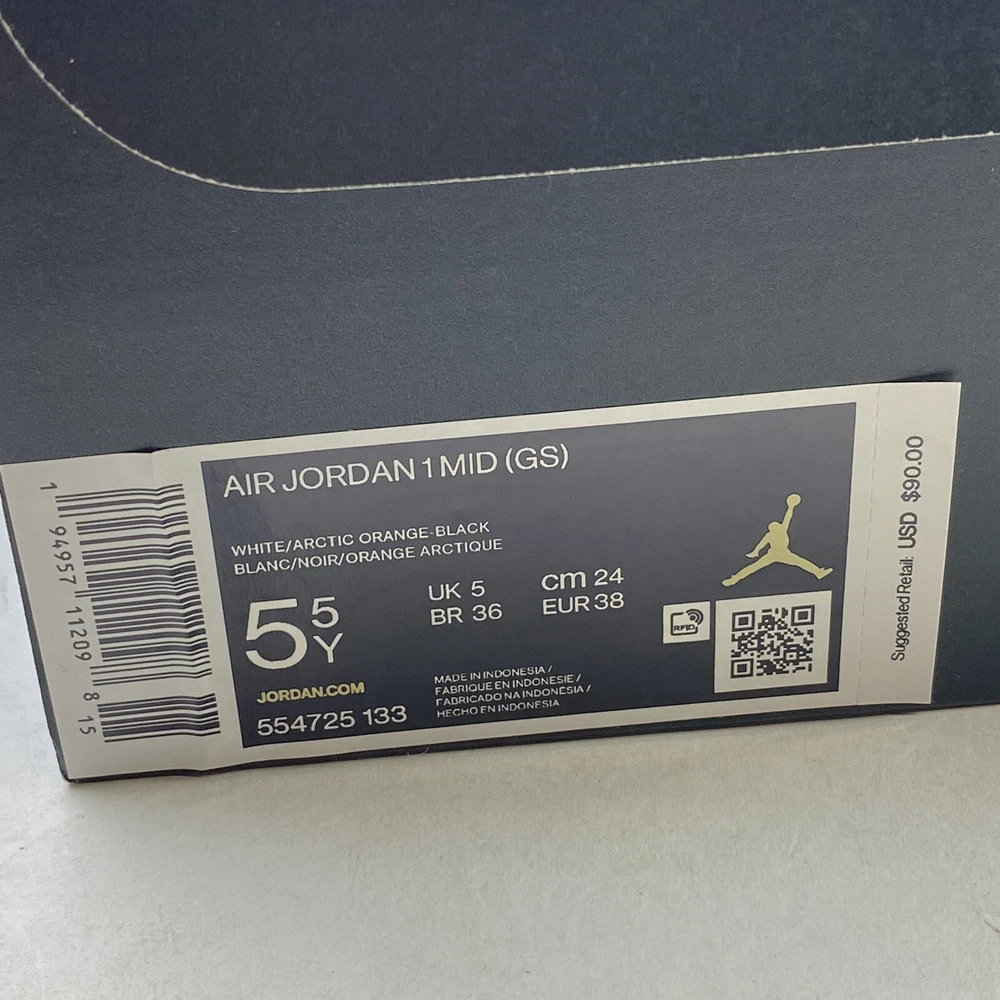 AIR JORDAN 1 MID (GS)
WHITE/ARCTIC ORANGE-BLACK
BLANC/NOIR/ORANGE ARCTIQUE
5 5 Y
UK 5
BR 36
cm 24
EUR 38
JORDAN.COM
554725 133
MADE IN INDONESIA /
FABRIQUE EN INDONESIE /
FABRICADO NA INDONESIA /
HECHO EN INDONESIA
RFID
1 94957 11209 8 15
Suggested Retail: USD $90.00